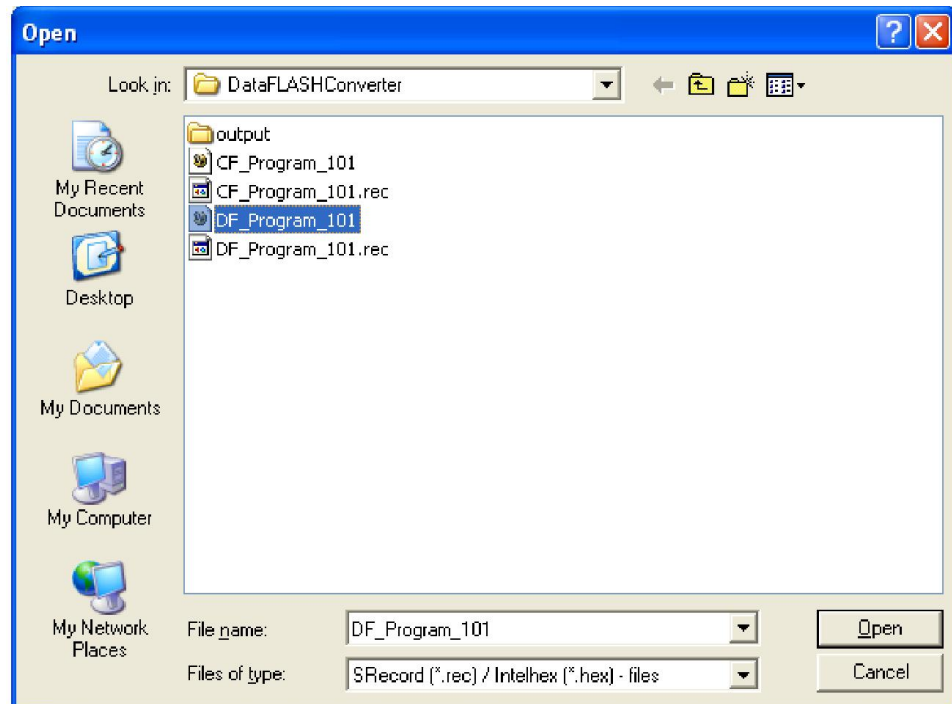 Open
Look in:
DataFLASHConverter
My Recent
Documents
Desktop
My Documents
My Computer
My Network
Places
output
CF_Program_101
CF_Program_101.rec
DF_Program_101
DF_Program_101.rec
File name:
DF_Program_101
Open
Files of type:
SRecord (*.rec) / Intelhex (*.hex) - files
Cancel